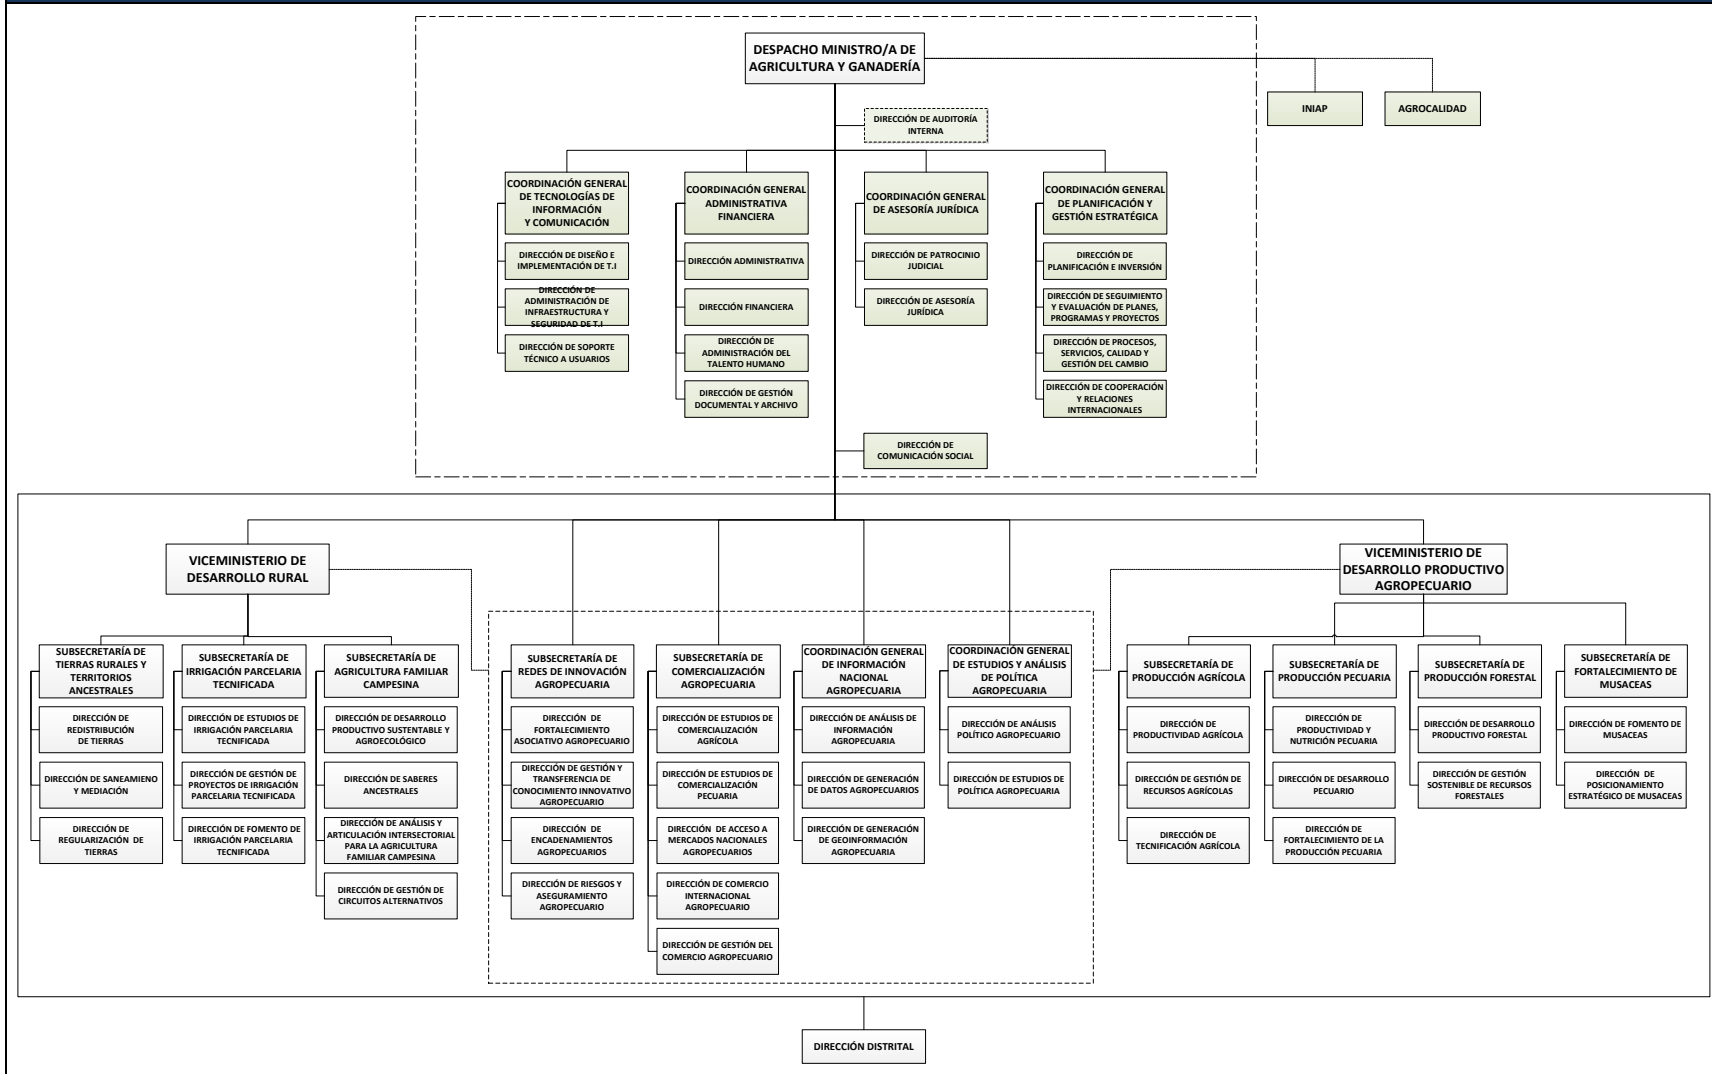 DESPACHO MINISTRO/A DE
AGRICULTURA Y GANADERÍA
INIAP
AGROCALIDAD
DIRECCIÓN DE AUDITORÍA
INTERNA
COORDINACIÓN GENERAL
DE TECNOLOGÍAS DE
INFORMACIÓN
Y COMUNICACIÓN
DIRECCIÓN DE DISEÑO E
IMPLEMENTACIÓN DE T.I
DIRECCIÓN DE
ADMINISTRACIÓN DE
INFRAESTRUCTURA Y
SEGURIDAD DE T.I
DIRECCIÓN DE SOPORTE
TÉCNICO A USUARIOS
COORDINACIÓN GENERAL
ADMINISTRATIVA
FINANCIERA
DIRECCIÓN ADMINISTRATIVA
DIRECCIÓN FINANCIERA
DIRECCIÓN DE
ADMINISTRACIÓN DEL
TALENTO HUMANO
DIRECCIÓN DE GESTIÓN
DOCUMENTAL Y ARCHIVO
COORDINACIÓN GENERAL
DE ASESORÍA JURÍDICA
DIRECCIÓN DE PATROCINIO
JUDICIAL
DIRECCIÓN DE ASESORÍA
JURÍDICA
COORDINACIÓN GENERAL
DE PLANIFICACIÓN Y
GESTIÓN ESTRATÉGICA
DIRECCIÓN DE
PLANIFICACIÓN E INVERSIÓN
DIRECCIÓN DE SEGUIMIENTO
Y EVALUACIÓN DE PLANES,
PROGRAMAS Y PROYECTOS
DIRECCIÓN DE PROCESOS,
SERVICIOS, CALIDAD Y
GESTIÓN DEL CAMBIO
DIRECCIÓN DE COOPERACIÓN
Y RELACIONES
INTERNACIONALES
DIRECCIÓN DE
COMUNICACIÓN SOCIAL
VICEMINISTERIO DE
DESARROLLO RURAL
VICEMINISTERIO DE
DESARROLLO PRODUCTIVO
AGROPECUARIO
SUBSECRETARÍA DE
TIERRAS RURALES Y
TERRITORIOS
ANCESTRALES
DIRECCIÓN DE
REDISTRIBUCIÓN
DE TIERRAS
DIRECCIÓN DE SANEAMIENO
Y MEDIACIÓN
DIRECCIÓN DE
REGULARIZACIÓN DE
TIERRAS
SUBSECRETARÍA DE
IRRIGACIÓN PARCELARIA
TECNIFICADA
DIRECCIÓN DE ESTUDIOS DE
IRRIGACIÓN PARCELARIA
TECNIFICADA
DIRECCIÓN DE GESTIÓN DE
PROYECTOS DE IRRIGACIÓN
PARCELARIA TECNIFICADA
DIRECCIÓN DE FOMENTO DE
IRRIGACIÓN PARCELARIA
TECNIFICADA
SUBSECRETARÍA DE
AGRICULTURA FAMILIAR
CAMPESINA
DIRECCIÓN DE DESARROLLO
PRODUCTIVO SUSTENTABLE Y
AGROECOLÓGICO
DIRECCIÓN DE SABERES
ANCESTRALES
DIRECCIÓN DE ANÁLISIS Y
ARTICULACIÓN INTERSECTORIAL
PARA LA AGRICULTURA
FAMILIAR CAMPESINA
DIRECCIÓN DE GESTIÓN DE
CIRCUITOS ALTERNATIVOS
SUBSECRETARÍA DE
REDES DE INNOVACIÓN
AGROPECUARIA
DIRECCIÓN DE
FORTALECIMIENTO
ASOCIATIVO AGROPECUARIO
DIRECCIÓN DE GESTIÓN Y
TRANSFERENCIA DE
CONOCIMIENTO INNOVATIVO
AGROPECUARIO
DIRECCIÓN DE
ENCADENAMIENTOS
AGROPECUARIOS
DIRECCIÓN DE RIESGOS Y
ASEGURAMIENTO
AGROPECUARIO
SUBSECRETARÍA DE
COMERCIALIZACIÓN
AGROPECUARIA
DIRECCIÓN DE ESTUDIOS DE
COMERCIALIZACIÓN
AGRÍCOLA
DIRECCIÓN DE ESTUDIOS DE
COMERCIALIZACIÓN
PECUARIA
DIRECCIÓN DE ACCESO A
MERCADOS NACIONALES
AGROPECUARIOS
DIRECCIÓN DE COMERCIO
INTERNACIONAL
AGROPECUARIO
DIRECCIÓN DE GESTIÓN DEL
COMERCIO AGROPECUARIO
COORDINACIÓN GENERAL
DE INFORMACIÓN
NACIONAL
AGROPECUARIA
DIRECCIÓN DE ANÁLISIS DE
INFORMACIÓN
AGROPECUARIA
DIRECCIÓN DE GENERACIÓN
DE DATOS AGROPECUARIOS
DIRECCIÓN DE GENERACIÓN
DE GEOINFORMACIÓN
AGROPECUARIA
COORDINACIÓN GENERAL
DE ESTUDIOS Y ANÁLISIS
DE POLÍTICA
AGROPECUARIA
DIRECCIÓN DE ANÁLISIS
POLÍTICO AGROPECUARIO
DIRECCIÓN DE ESTUDIOS DE
POLÍTICA AGROPECUARIA
SUBSECRETARÍA DE
PRODUCCIÓN AGRÍCOLA
DIRECCIÓN DE
PRODUCTIVIDAD AGRÍCOLA
DIRECCIÓN DE GESTIÓN DE
RECURSOS AGRÍCOLAS
DIRECCIÓN DE
TECNIFICACIÓN AGRÍCOLA
SUBSECRETARÍA DE
PRODUCCIÓN PECUARIA
DIRECCIÓN DE
PRODUCTIVIDAD Y
NUTRICIÓN PECUARIA
DIRECCIÓN DE DESARROLLO
PECUARIO
DIRECCIÓN DE
FORTALECIMIENTO DE LA
PRODUCCIÓN PECUARIA
SUBSECRETARÍA DE
PRODUCCIÓN FORESTAL
DIRECCIÓN DE DESARROLLO
PRODUCTIVO FORESTAL
DIRECCIÓN DE GESTIÓN
SOSTENIBLE DE RECURSOS
FORESTALES
SUBSECRETARÍA DE
FORTALECIMIENTO DE
MUSACEAS
DIRECCIÓN DE FOMENTO DE
MUSACEAS
DIRECCIÓN DE
POSICIONAMIENTO
ESTRATÉGICO DE MUSACEAS
DIRECCIÓN DISTRITAL